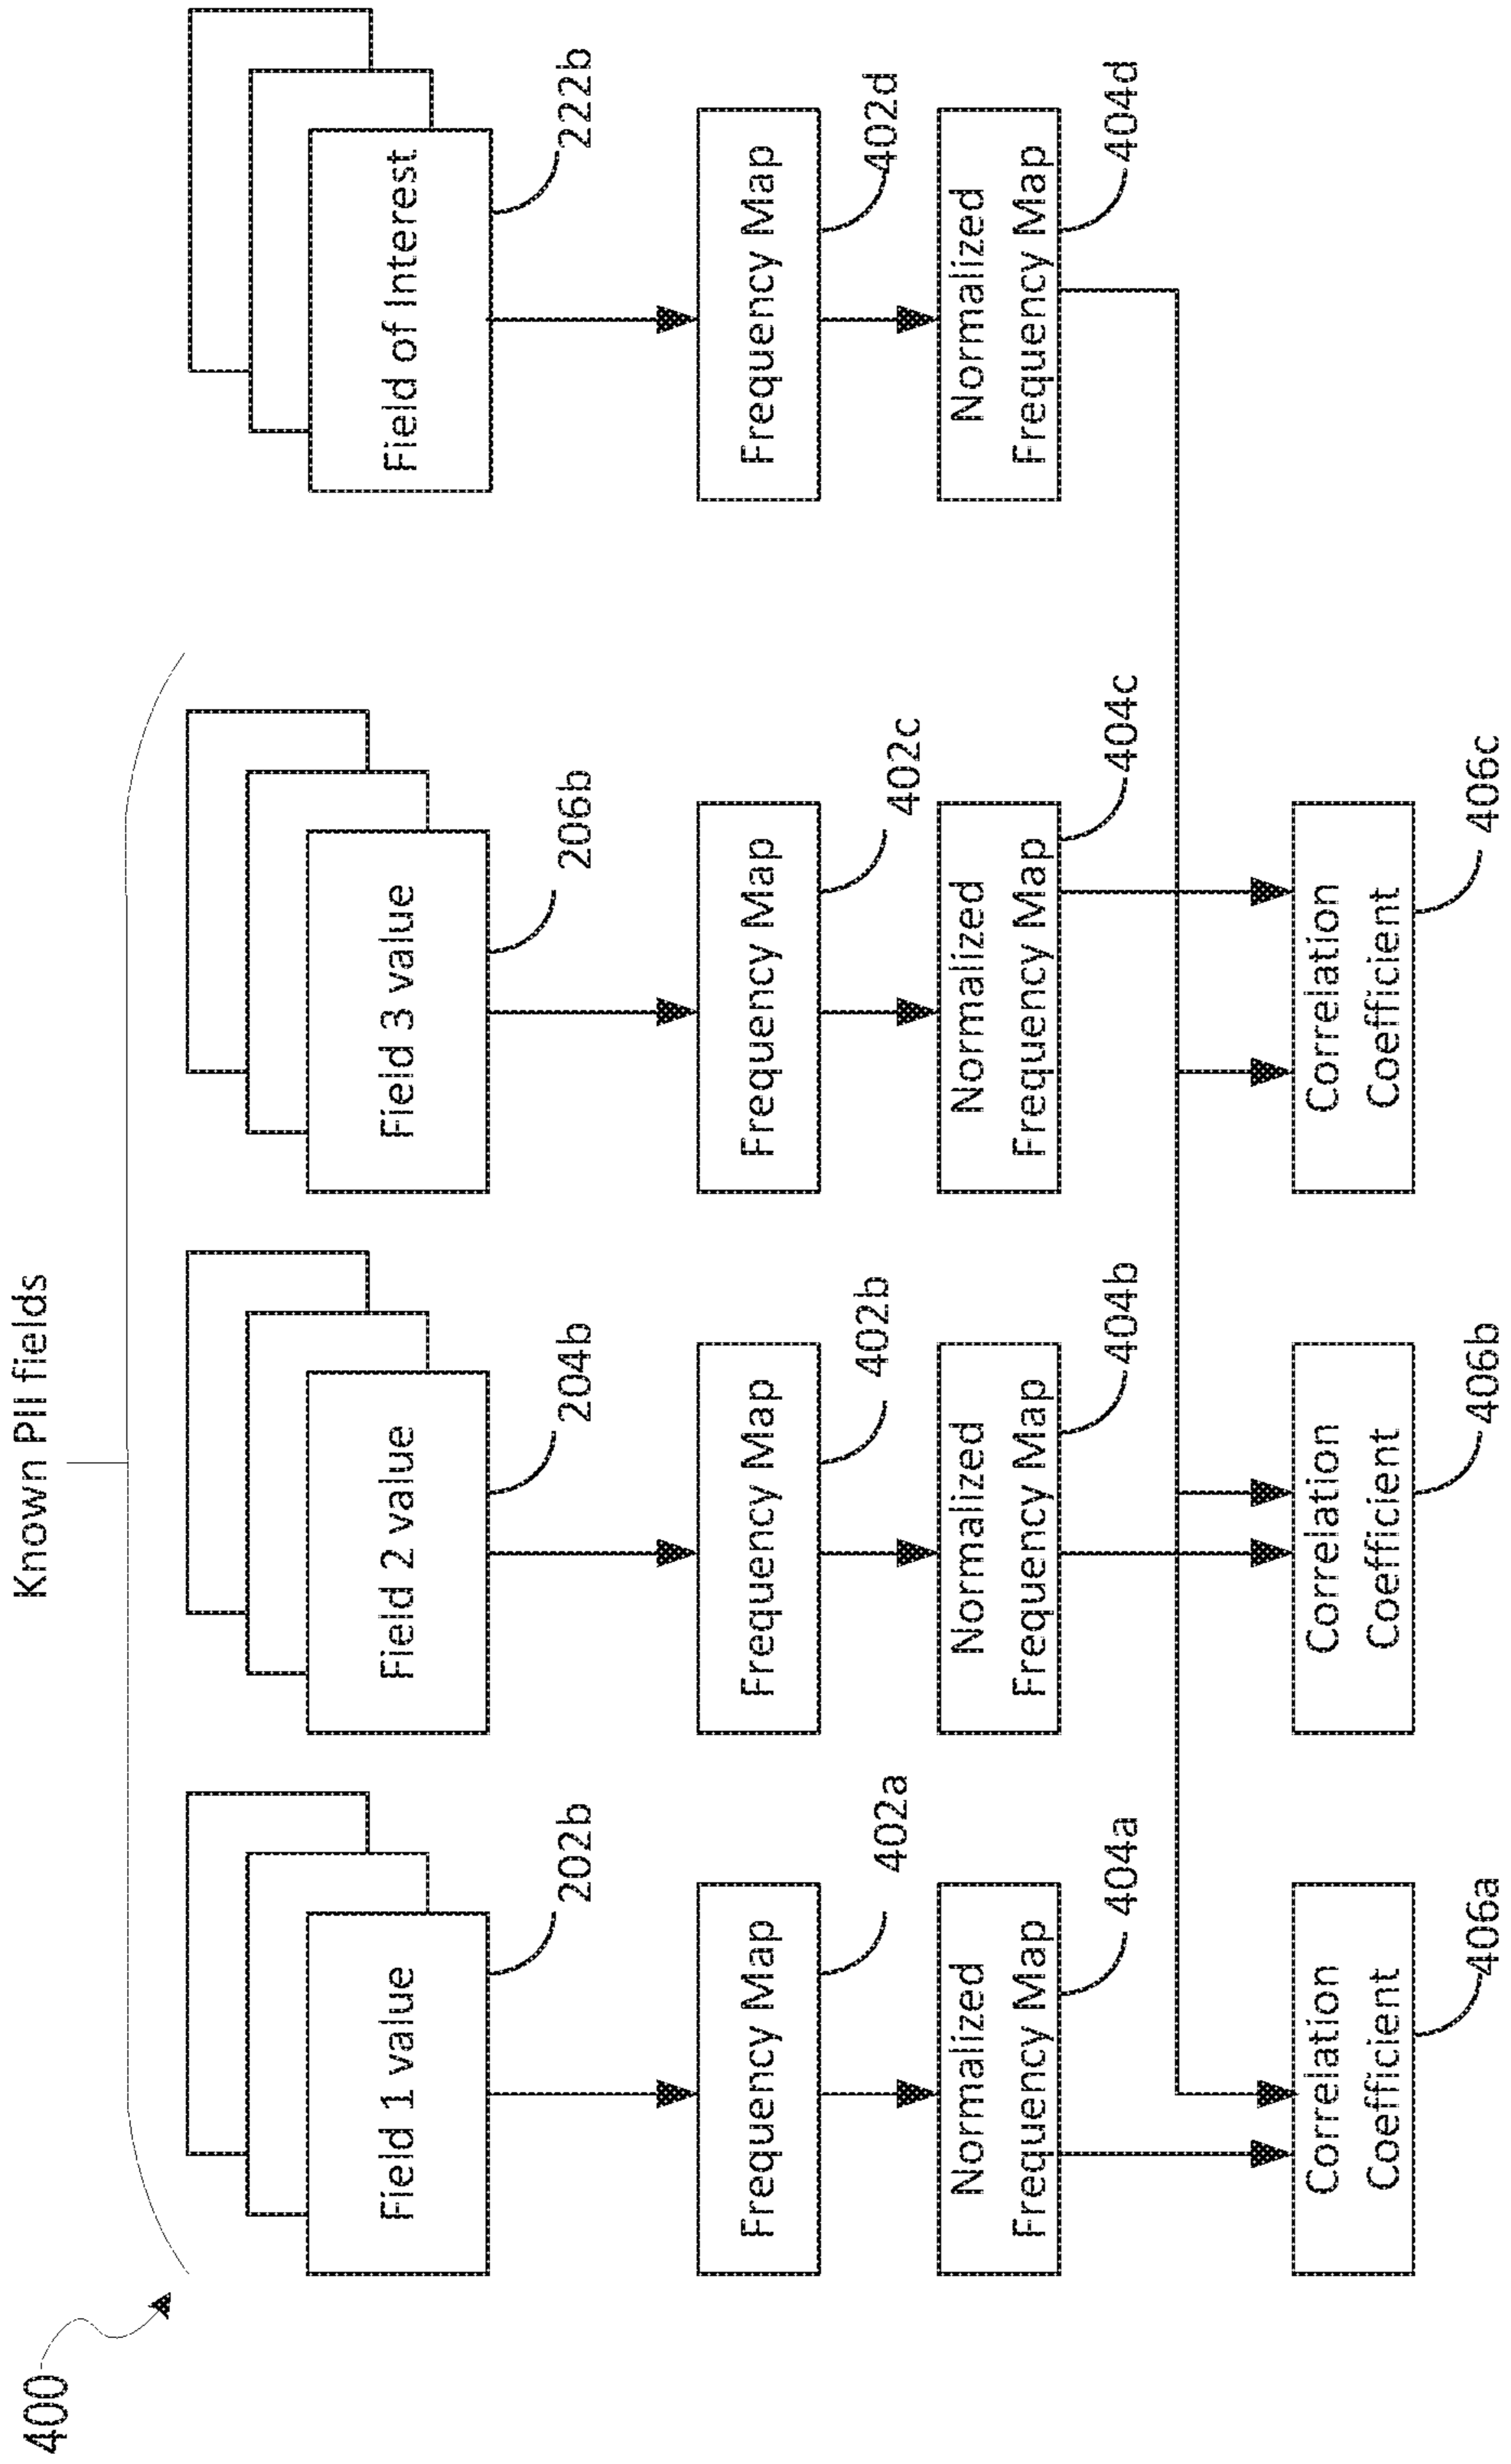 400
Known PII fields
Field 1 value
202b
Field 2 value
204b
Field 3 value
206b
Field of Interest
222b
Frequency Map
402a
Frequency Map
402b
Frequency Map
402c
Frequency Map
402d
Normalized
Frequency Map
404a
Normalized
Frequency Map
404b
Normalized
Frequency Map
404c
Normalized
Frequency Map
404d
Correlation
Coefficient
406a
Correlation
Coefficient
406b
Correlation
Coefficient
406c